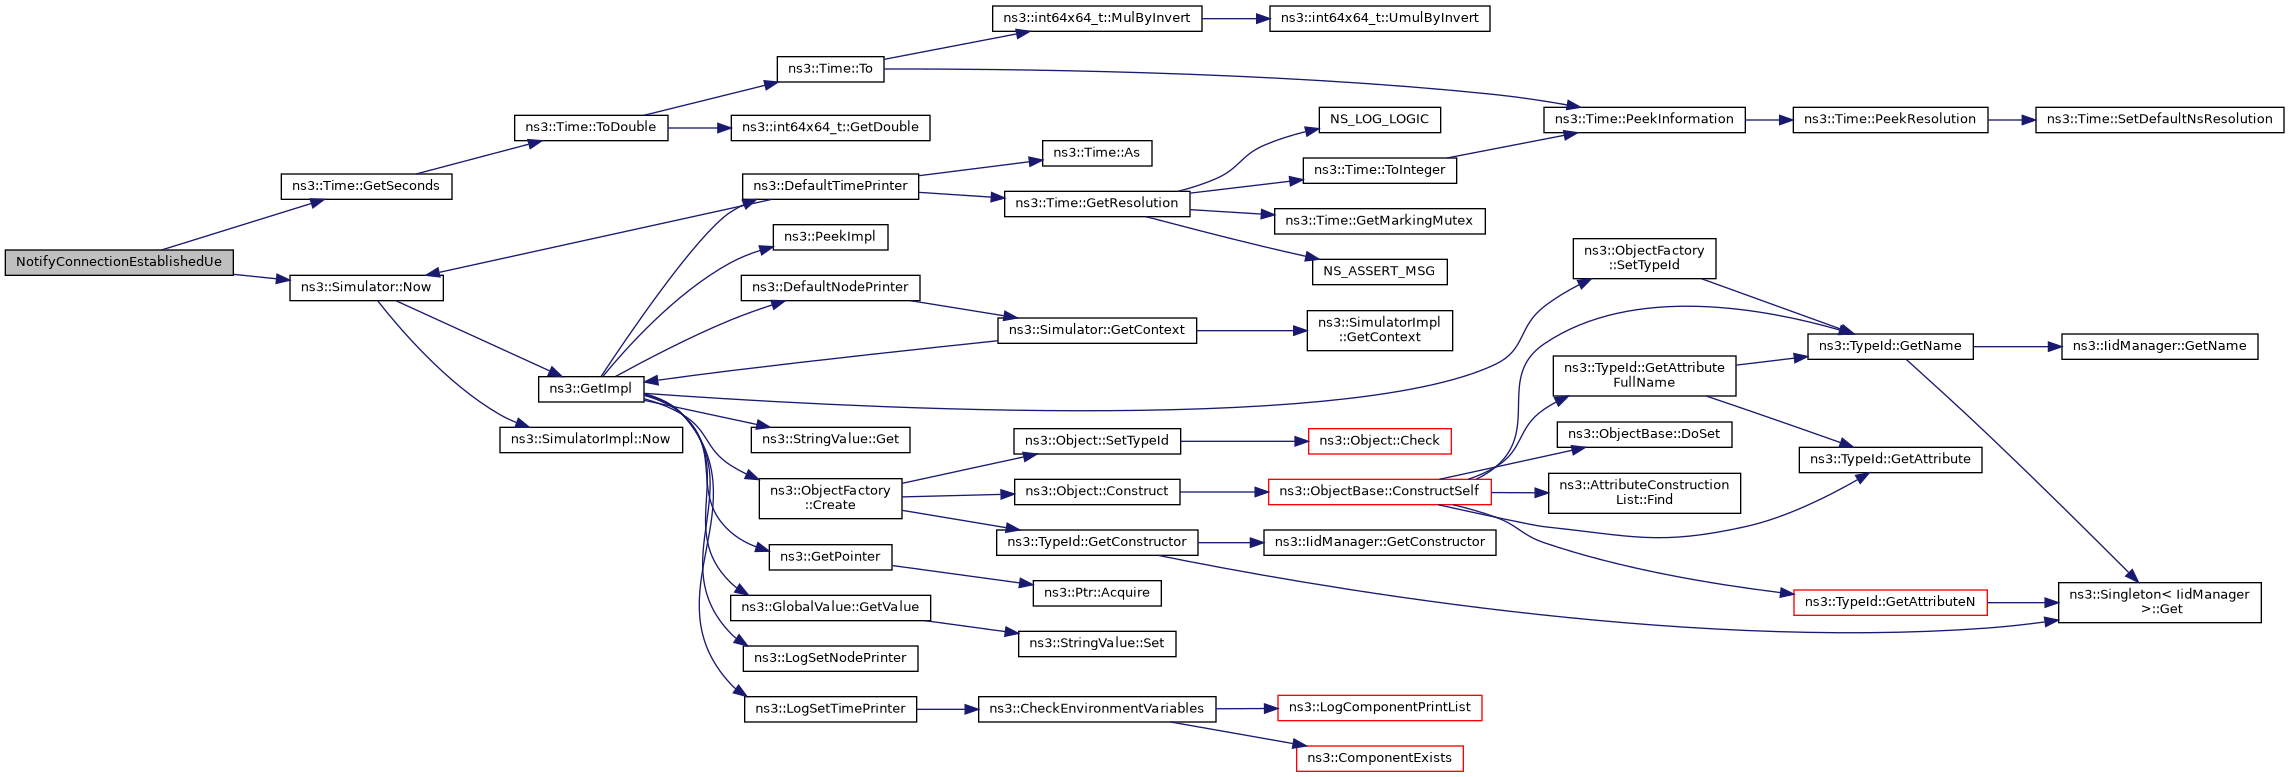 NotifyConnectionEstablishedUe
ns3::Time::GetSeconds
ns3::Simulator::Now
ns3::Time::ToDouble
ns3::GetImpl
ns3::SimulatorImpl::Now
ns3::Time::To
ns3::int64x64_t::GetDouble
ns3::DefaultTimePrinter
ns3::PeekImpl
ns3::DefaultNodePrinter
ns3::StringValue::Get
ns3::ObjectFactory
::Create
ns3::GetPointer
ns3::GlobalValue::GetValue
ns3::LogSetNodePrinter
ns3::LogSetTimePrinter
ns3::int64x64_t::MulByInvert
ns3::Time::As
ns3::Time::GetResolution
ns3::Simulator::GetContext
ns3::Object::SetTypeId
ns3::Object::Construct
ns3::TypeId::GetConstructor
ns3::Ptr::Acquire
ns3::StringValue::Set
ns3::CheckEnvironmentVariables
ns3::int64x64_t::UmulByInvert
NS_LOG_LOGIC
ns3::Time::ToInteger
ns3::Time::GetMarkingMutex
NS_ASSERT_MSG
ns3::SimulatorImpl
::GetContext
ns3::Object::Check
ns3::ObjectBase::ConstructSelf
ns3::IidManager::GetConstructor
ns3::LogComponentPrintList
ns3::ComponentExists
ns3::Time::PeekInformation
ns3::ObjectFactory
::SetTypeId
ns3::TypeId::GetAttribute
FullName
ns3::ObjectBase::DoSet
ns3::AttributeConstruction
List::Find
ns3::Time::PeekResolution
ns3::TypeId::GetName
ns3::TypeId::GetAttribute
ns3::TypeId::GetAttributeN
ns3::Time::SetDefaultNsResolution
ns3::IidManager::GetName
ns3::Singleton< IidManager
>::Get